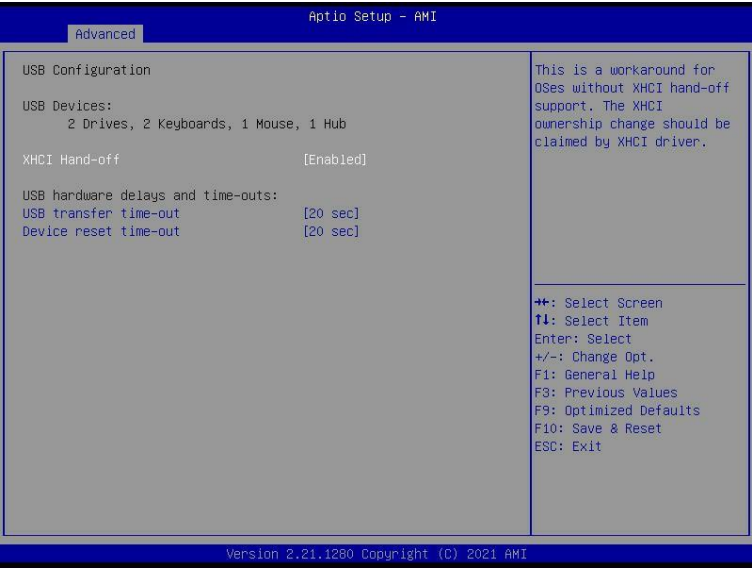 Aptio Setup – AMI
Advanced
USB Configuration
USB Devices:
2 Drives, 2 Keyboards, 1 Mouse, 1 Hub
XHCI Hand-off [Enabled]
USB hardware delays and time-outs:
USB transfer time-out [20 sec]
Device reset time-out [20 sec]
This is a workaround for
OSes without XHCI hand-off
support. The XHCI
ownership change should be
claimed by XHCI driver.
→←: Select Screen
↑↓: Select Item
Enter: Select
+/-: Change Opt.
F1: General Help
F3: Previous Values
F9: Optimized Defaults
F10: Save & Reset
ESC: Exit
Version 2.21.1280 Copyright (C) 2021 AMI